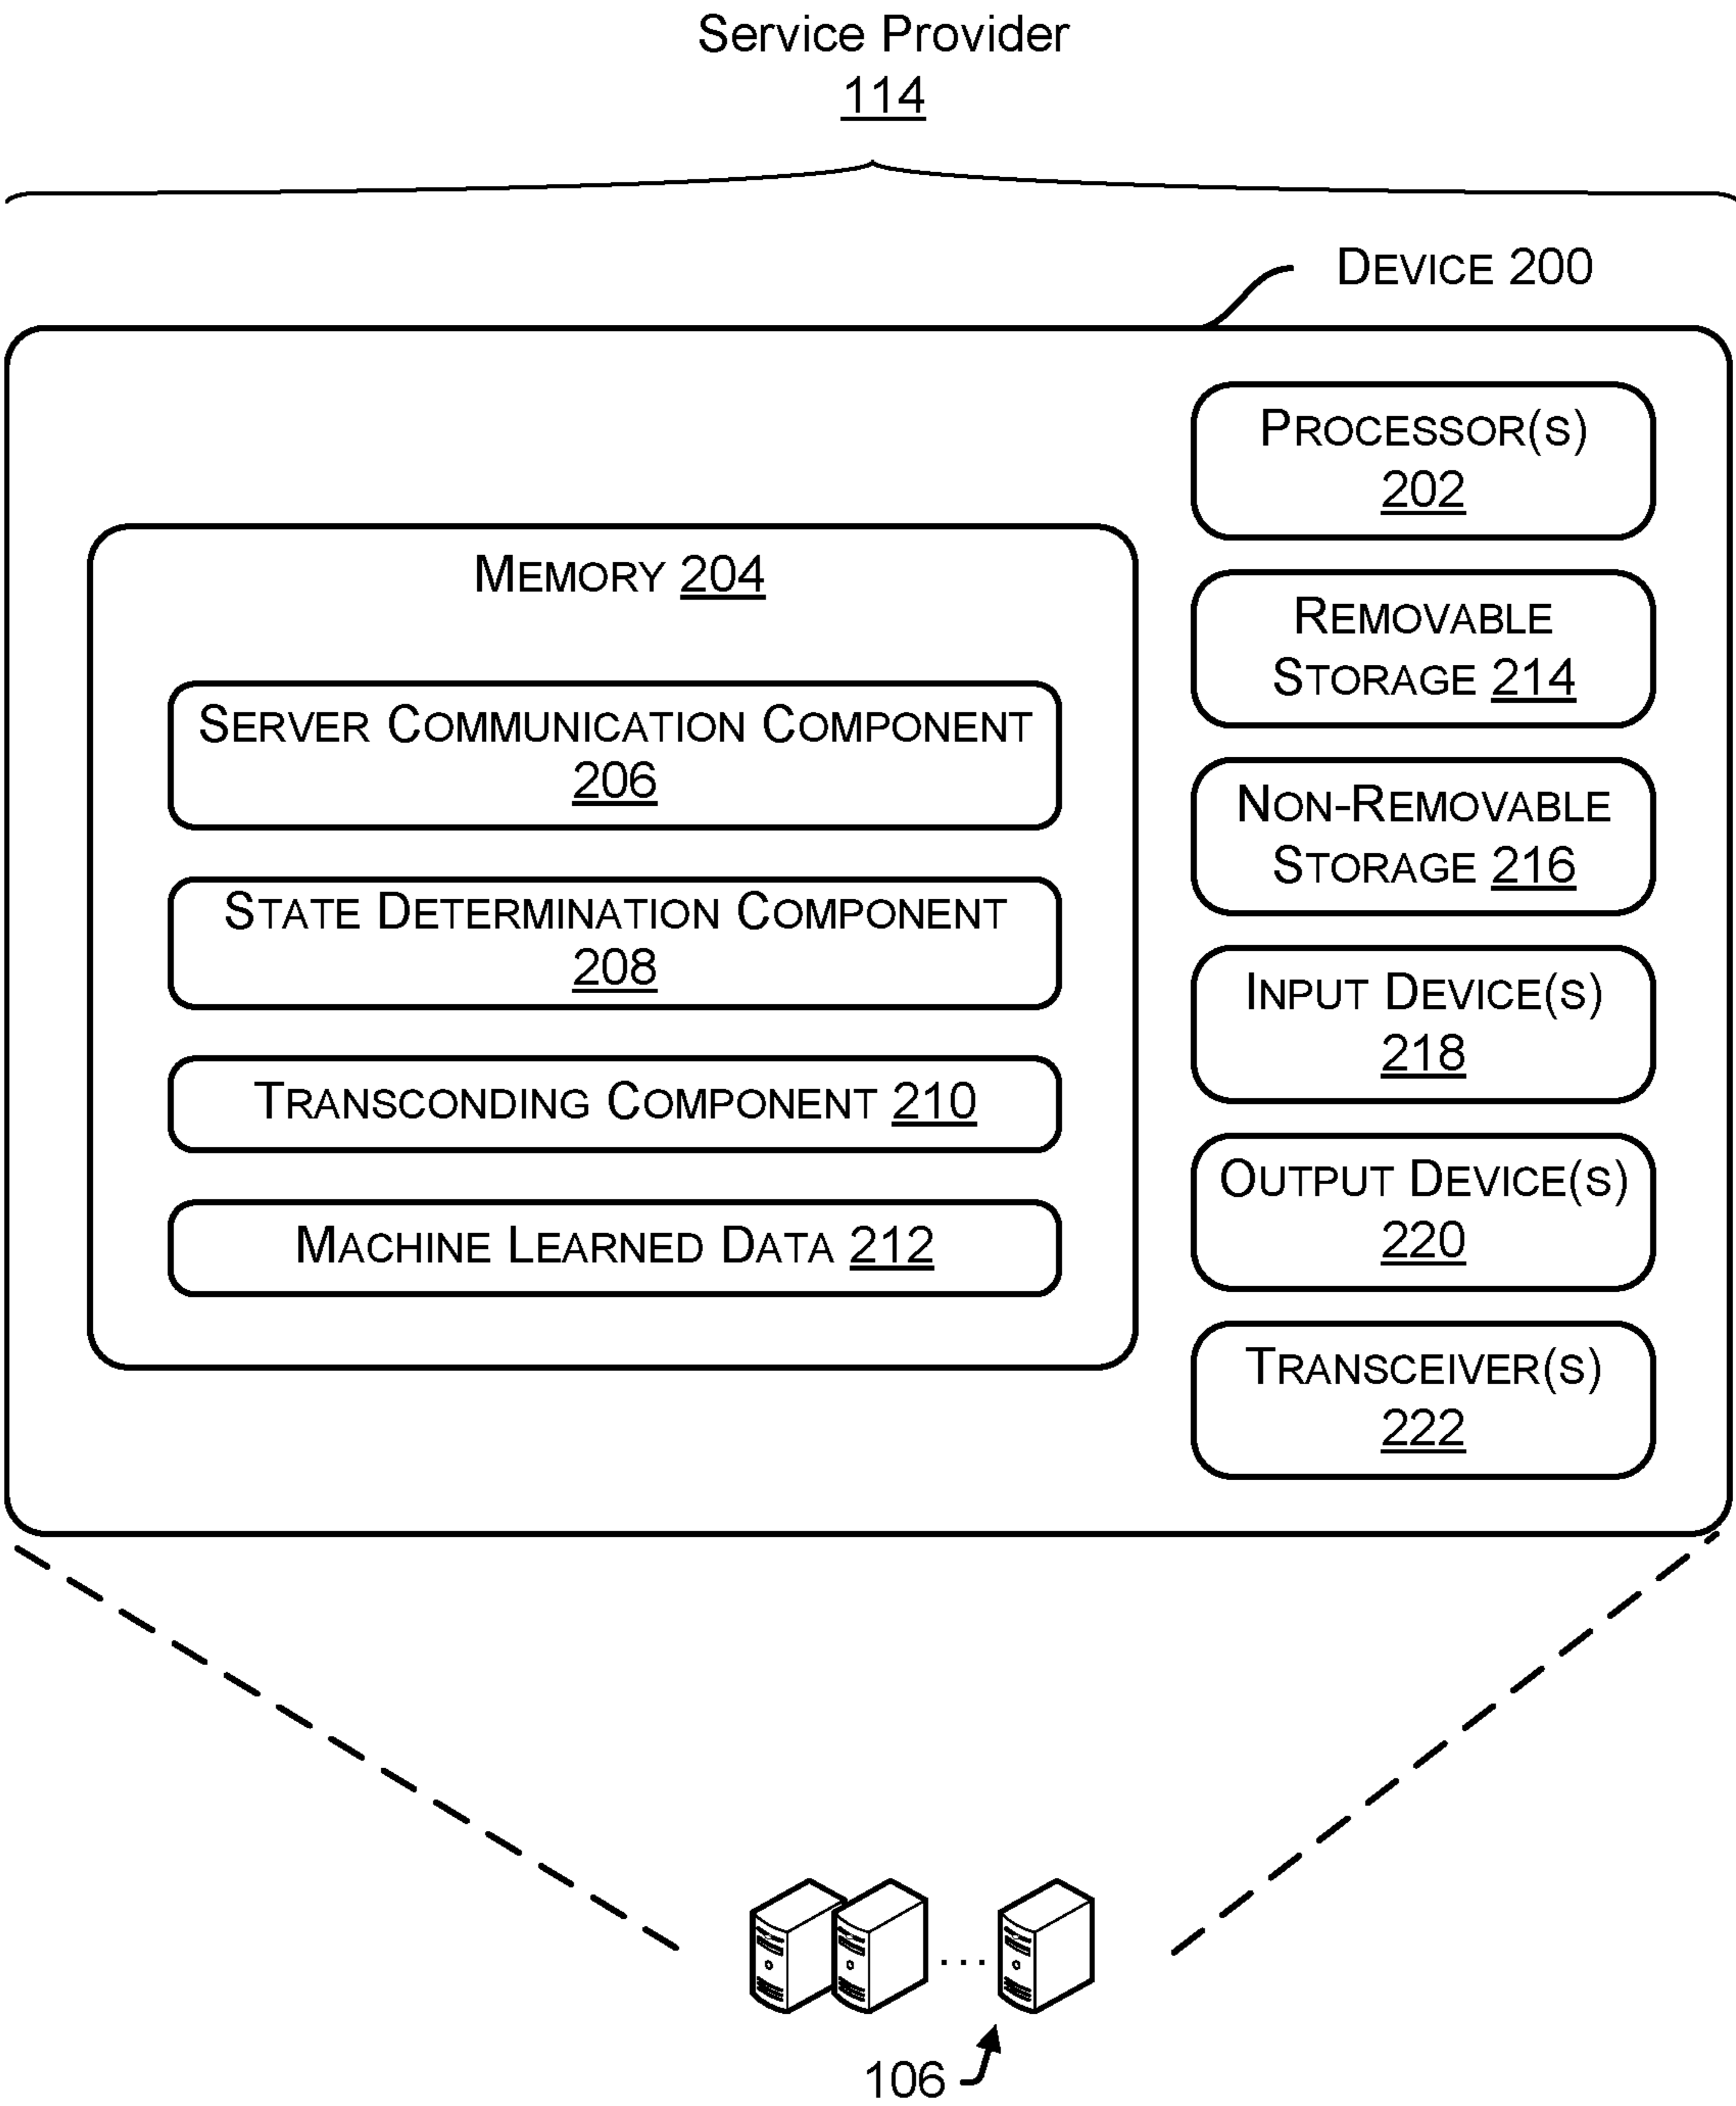 Service Provider
114
DEVICE 200
PROCESSOR(S)
202
MEMORY 204
REMOVABLE
STORAGE 214
SERVER COMMUNICATION COMPONENT
206
NON-REMOVABLE
STORAGE 216
STATE DETERMINATION COMPONENT
208
INPUT DEVICE(S)
218
TRANSCONDING COMPONENT 210
OUTPUT DEVICE(S)
220
MACHINE LEARNED DATA 212
TRANSCEIVER(S)
222
...
106